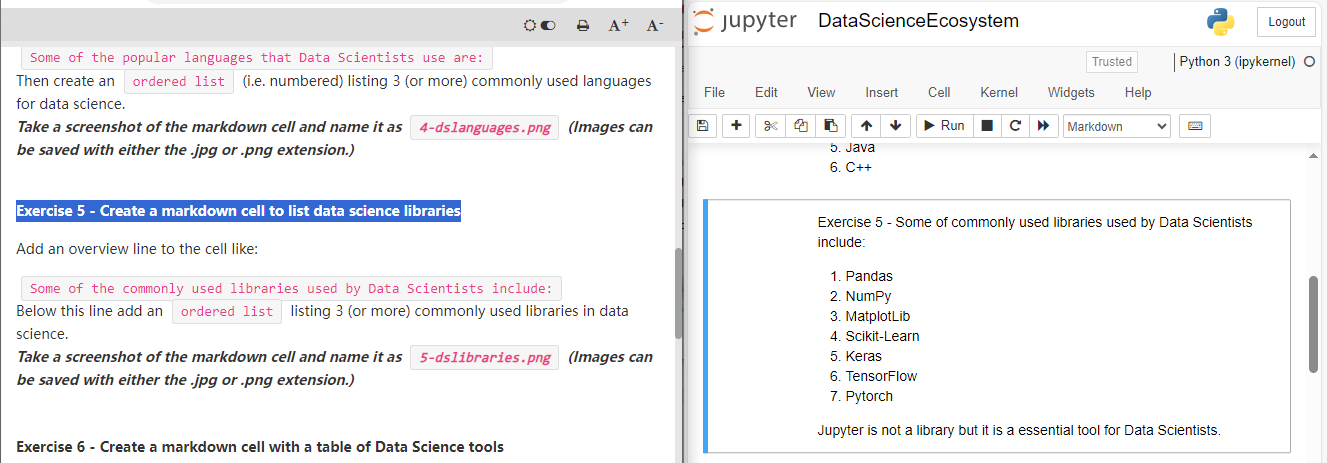 A+ A-
Some of the popular languages that Data Scientists use are:
Then create an ordered list (i.e. numbered) listing 3 (or more) commonly used languages
for data science.
Take a screenshot of the markdown cell and name it as 4-dslanguages.png (Images can
be saved with either the .jpg or .png extension.)
Exercise 5 - Create a markdown cell to list data science libraries
Add an overview line to the cell like:
Some of the commonly used libraries used by Data Scientists include:
Below this line add an ordered list listing 3 (or more) commonly used libraries in data
science.
Take a screenshot of the markdown cell and name it as 5-dslibraries.png (Images can
be saved with either the .jpg or .png extension.)
Exercise 6 - Create a markdown cell with a table of Data Science tools
jupyter DataScienceEcosystem Logout
Trusted Python 3 (ipykernel)
File Edit View Insert Cell Kernel Widgets Help
Run Markdown
5. Java
6. C++
Exercise 5 - Some of commonly used libraries used by Data Scientists
include:
1. Pandas
2. NumPy
3. MatplotLib
4. Scikit-Learn
5. Keras
6. TensorFlow
7. Pytorch
Jupyter is not a library but it is a essential tool for Data Scientists.